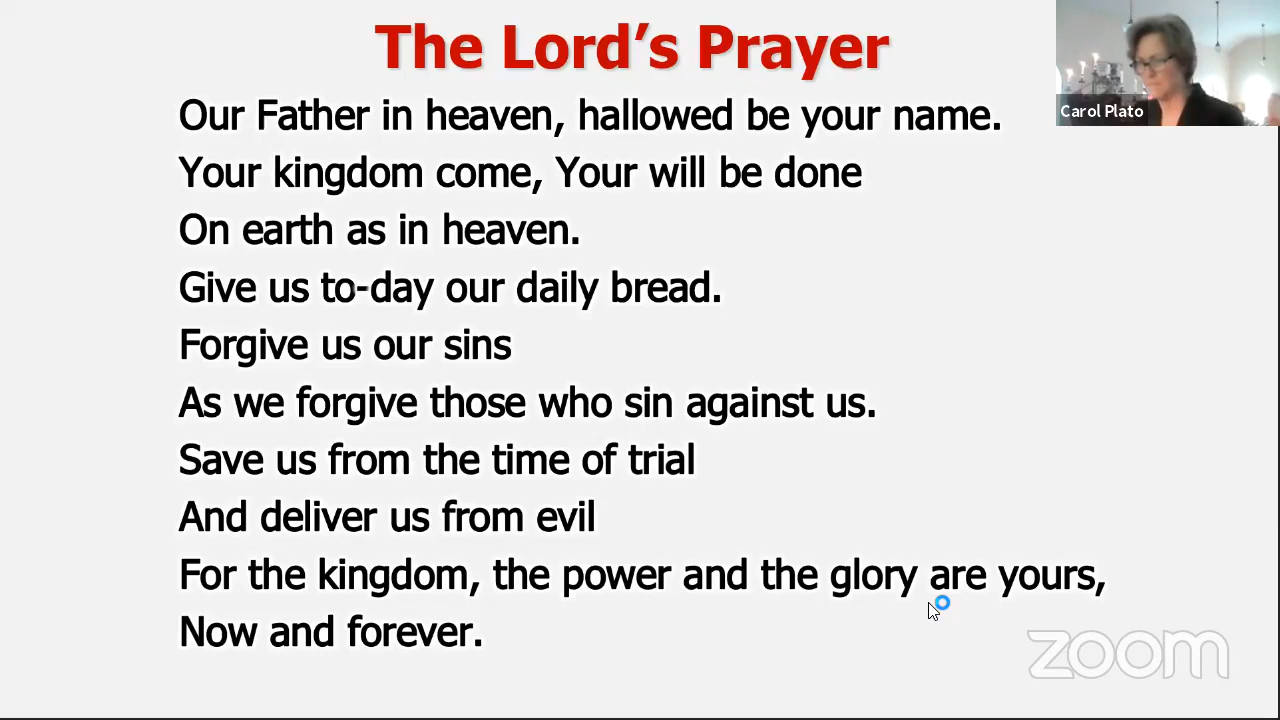 The Lord's Prayer
Carol Plato
Our Father in heaven, hallowed be your name.
Your kingdom come, Your will be done
On earth as in heaven.
Give us to-day our daily bread.
Forgive us our sins
As we forgive those who sin against us.
Save us from the time of trial
And deliver us from evil
For the kingdom, the power and the glory are yours,
Now and forever.
zoom